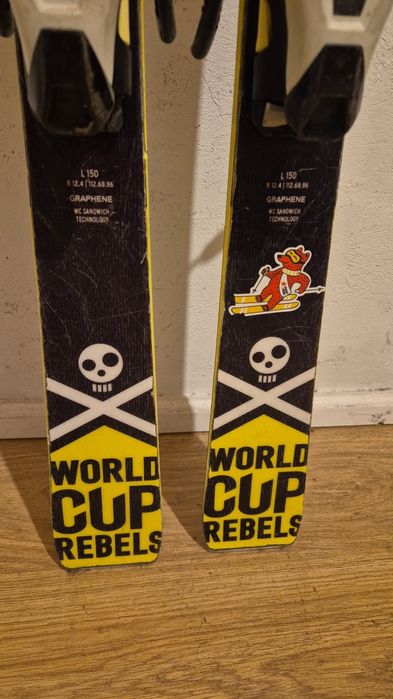 L 150
R 12.4 | 112.68.96
GRAPHENE
WC SANDWICH
TECHNOLOGY
WORLD
CUP
REBELS
L 150
R 12.4 | 112.68.96
GRAPHENE
WC SANDWICH
TECHNOLOGY
WORLD
CUP
REBELS